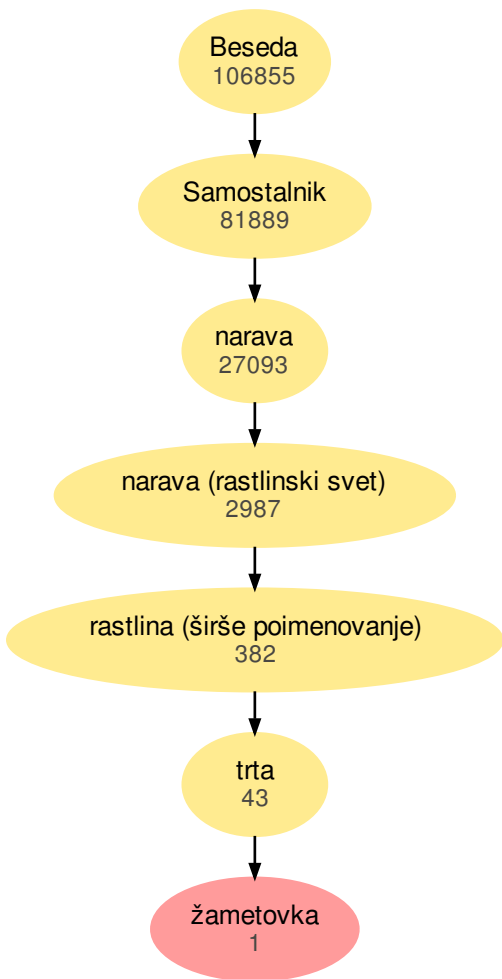 Beseda
106855
Samostalnik
81889
narava
27093
narava (rastlinski svet)
2987
rastlina (širše poimenovanje)
382
trta
43
žametovka
1